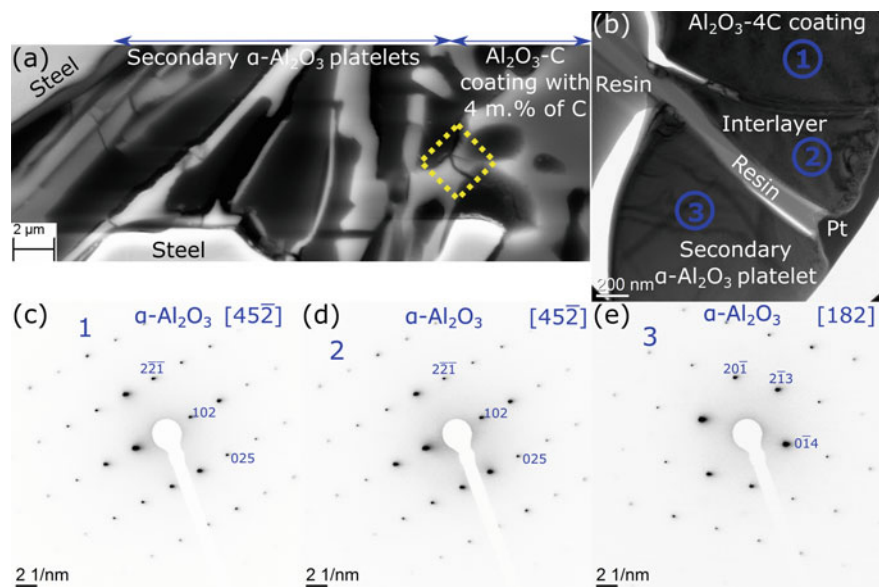 (a)
Steel
Secondary α-Al₂O₃ platelets
Al₂O₃-C
coating with
4 m.% of C
2 µm
Steel
(b)
Al₂O₃-4C coating
1
Resin
Interlayer
2
Resin
3
Pt
Secondary
α-Al₂O₃ platelet
200 nm
(c)
α-Al₂O₃ [452̅]
1
22̅1̅
102
025
2 1/nm
(d)
α-Al₂O₃ [452̅]
2
22̅1̅
102
025
2 1/nm
(e)
α-Al₂O₃ [182]
3
201̅
21̅3
01̅4
2 1/nm